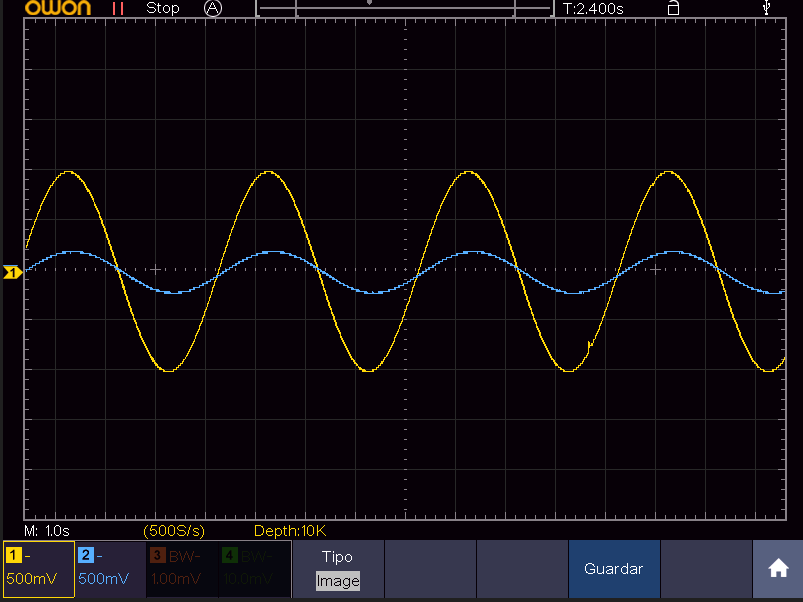 OWON Stop A T:2.400s
1
M: 1.0s (500S/s) Depth:10K
1 - 2 - 3 BW- 4 BW- Tipo
500mV 500mV 1.00mV 10.0mV Image Guardar